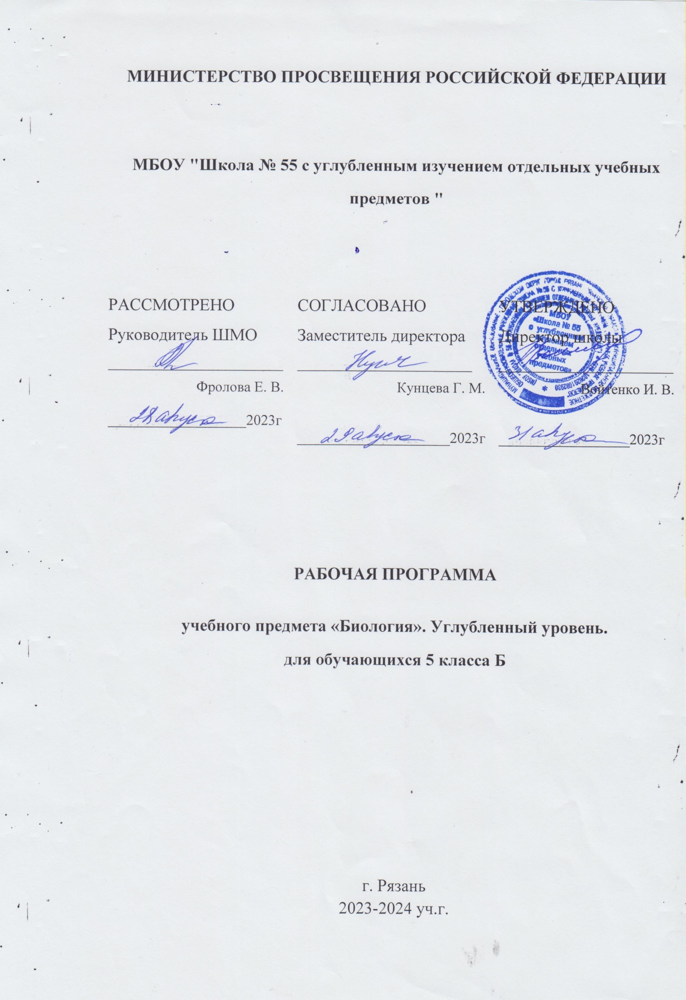 МИНИСТЕРСТВО ПРОСВЕЩЕНИЯ РОССИЙСКОЙ ФЕДЕРАЦИИ
МБОУ "Школа № 55 с углубленным изучением отдельных учебных
предметов "
РАССМОТРЕНО
Руководитель ШМО
Фролова Е. В.
28 августа 2023г
СОГЛАСОВАНО
Заместитель директора
Кунцева Г. М.
29 августа 2023г
УТВЕРЖДЕНО
Директор школы
Войтенко И. В.
31 августа 2023г
МБОУ
«Школа № 55
с углубленным
изучением
отдельных
учебных
предметов»
РАБОЧАЯ ПРОГРАММА
учебного предмета «Биология». Углубленный уровень.
для обучающихся 5 класса Б
г. Рязань
2023-2024 уч.г.